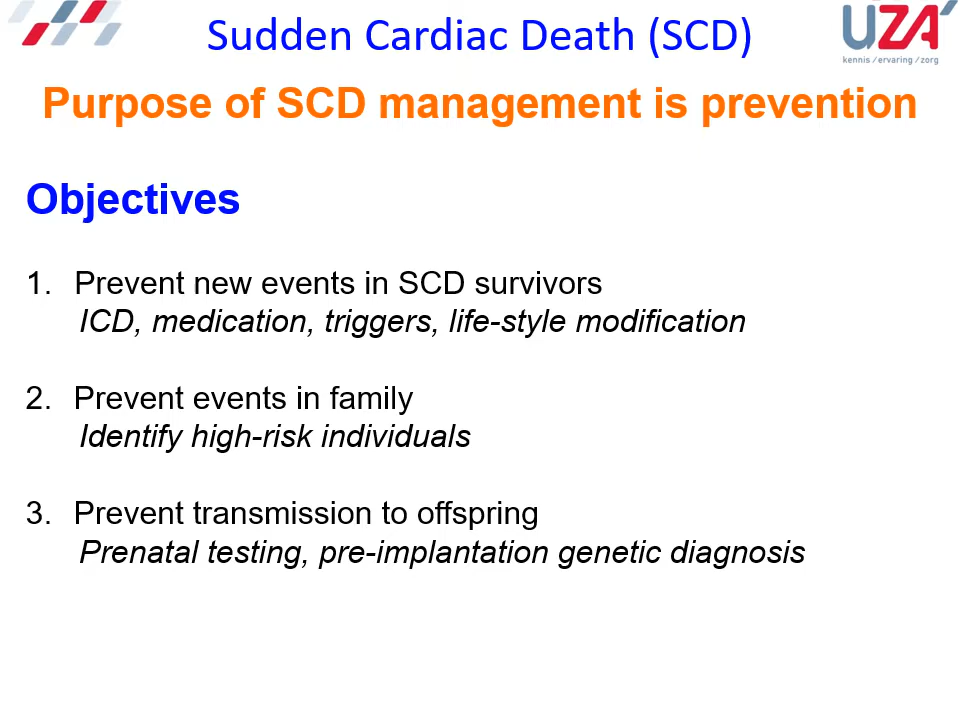 Sudden Cardiac Death (SCD)
UZA'
kennis / ervaring / zorg
Purpose of SCD management is prevention
Objectives
1. Prevent new events in SCD survivors
ICD, medication, triggers, life-style modification
2. Prevent events in family
Identify high-risk individuals
3. Prevent transmission to offspring
Prenatal testing, pre-implantation genetic diagnosis